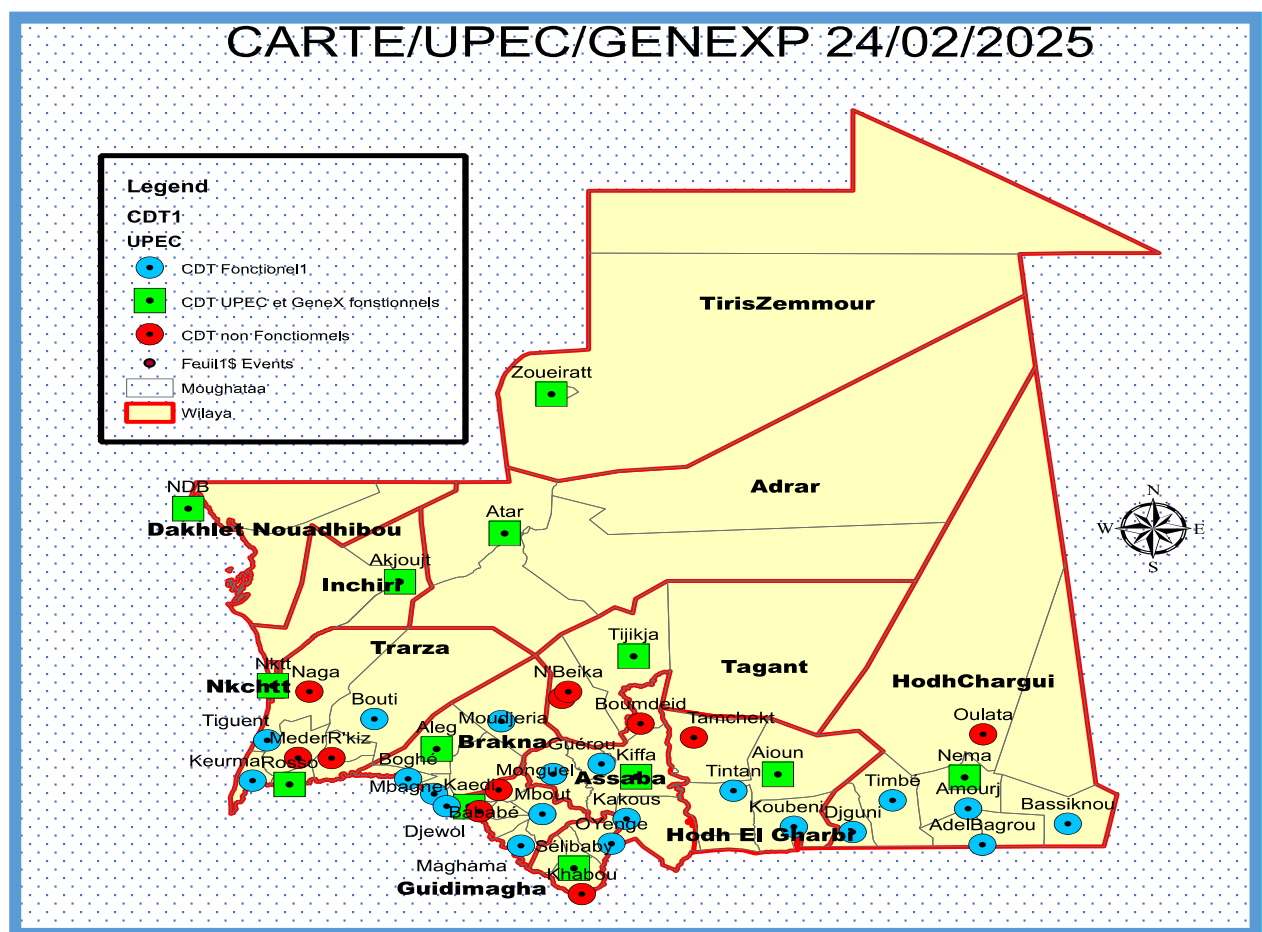 CARTE/UPEC/GENEXP 24/02/2025
Legend
CDT1
UPEC
CDT Fonctionel1
CDT UPEC et GeneX fonstionnels
CDT non Fonctionnels
Feuil1$ Events
Moughataa
Wilaya
TirisZemmour
Zoueiratt
Adrar
NDB
Dakhlet Nouadhibou
Atar
Akjoujt
Inchiri
N
W
E
S
Trarza
Tijikja
Tagant
HodhChargui
Nktt
Naga
N'Beika
Nkchtt
Bouti
Boumdeid
Oulata
Tiguent
Moudjeria
Tamchekt
Aleg
Brakna
Meder
R'kiz
Guérou
Kiffa
Aioun
Nema
Keurma
Rosso
Boghé
Monguel
Assaba
Tintan
Timbé
Amourj
Mbagne
Kaedi
Mbout
Kakous
Koubeni
Djguni
AdelBagrou
Bassiknou
Bababé
Djewol
OYenge
Hodh El Gharbi
Sélibaby
Maghama
Khabou
Guidimagha